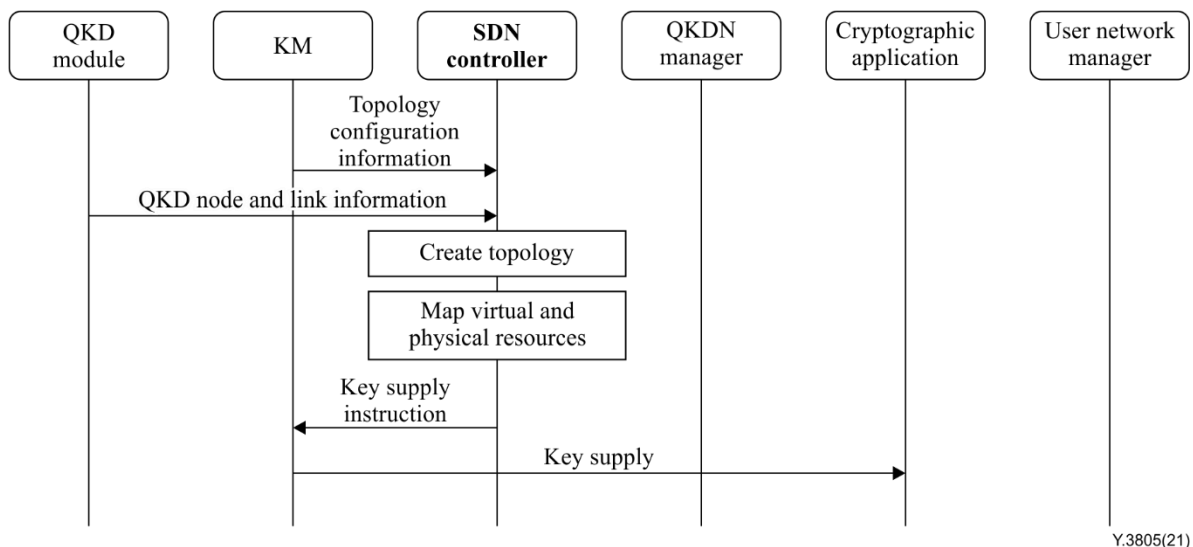 QKD
module
KM
SDN
controller
QKDN
manager
Cryptographic
application
User network
manager
Topology
configuration
information
QKD node and link information
Create topology
Map virtual and
physical resources
Key supply
instruction
Key supply
Y.3805(21)